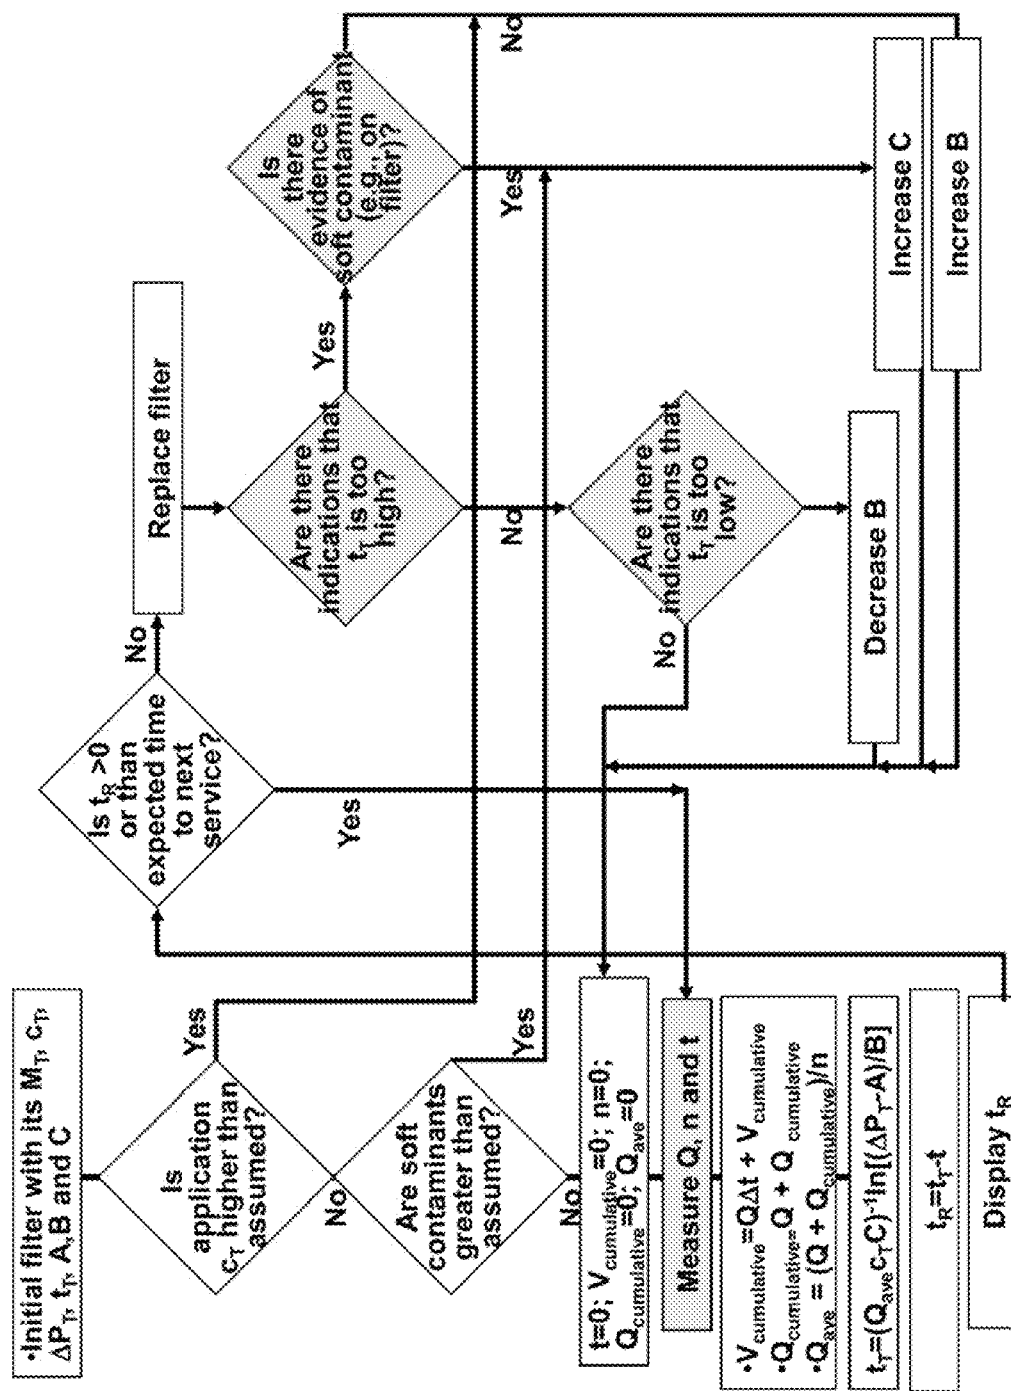 •Initial filter with its M_T, c_T,
ΔP_T, t_T, A,B and C
Is
application
c_T higher than
assumed?
Yes
No
Are soft
contaminants
greater than
assumed?
Yes
No
t=0; V_cumulative=0; n=0;
Q_cumulative=0; Q_ave=0
Measure Q, n and t
•V_cumulative=QΔt + V_cumulative
•Q_cumulative=Q + Q_cumulative
•Q_ave = (Q + Q_cumulative)/n
t_T=(Q_ave c_T C)^-1 ln[(ΔP_T-A)/B]
t_R=t_T-t
Display t_R
Is t_R >0
or than
expected time
to next
service?
No
Yes
Replace filter
Are there
indications that
t_T is too
high?
Yes
No
Is
there
evidence of
soft contaminant
(e.g., on
filter)?
No
Yes
Are there
indications that
t_T is too
low?
No
Decrease B
Increase C
Increase B